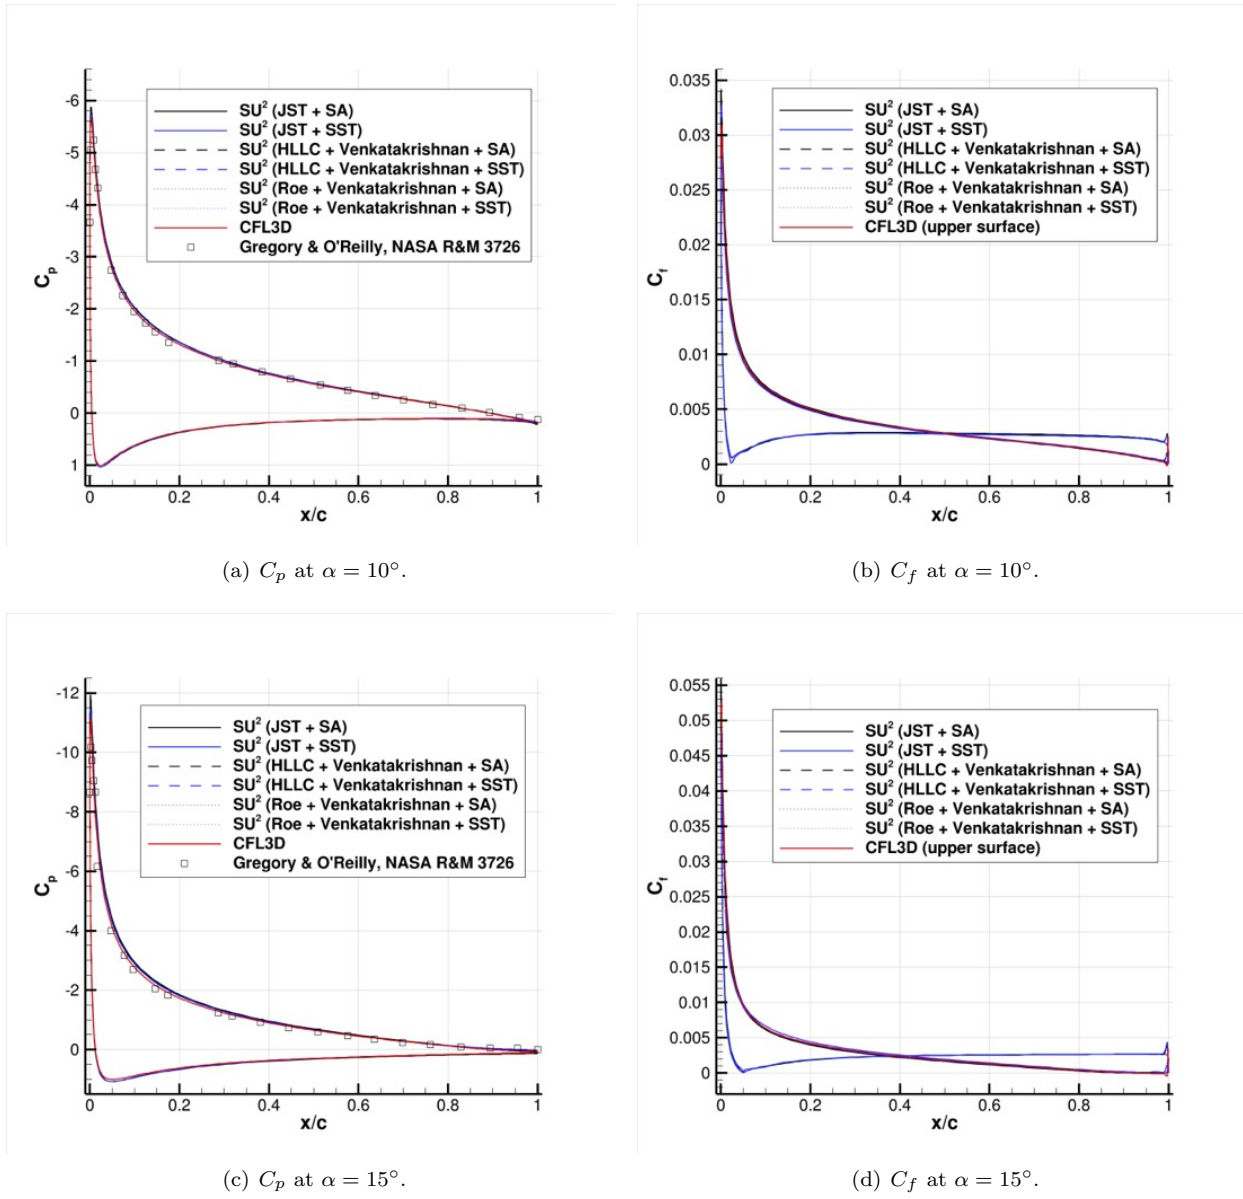 -6
-5
-4
-3
-2
-1
0
1
C_p
SU² (JST + SA)
SU² (JST + SST)
SU² (HLLC + Venkatakrishnan + SA)
SU² (HLLC + Venkatakrishnan + SST)
SU² (Roe + Venkatakrishnan + SA)
SU² (Roe + Venkatakrishnan + SST)
CFL3D
Gregory & O'Reilly, NASA R&M 3726
0 0.2 0.4 0.6 0.8 1
x/c
(a) C_p at α = 10°.
0.035
0.03
0.025
0.02
0.015
0.01
0.005
0
C_f
SU² (JST + SA)
SU² (JST + SST)
SU² (HLLC + Venkatakrishnan + SA)
SU² (HLLC + Venkatakrishnan + SST)
SU² (Roe + Venkatakrishnan + SA)
SU² (Roe + Venkatakrishnan + SST)
CFL3D (upper surface)
0 0.2 0.4 0.6 0.8 1
x/c
(b) C_f at α = 10°.
-12
-10
-8
-6
-4
-2
0
C_p
SU² (JST + SA)
SU² (JST + SST)
SU² (HLLC + Venkatakrishnan + SA)
SU² (HLLC + Venkatakrishnan + SST)
SU² (Roe + Venkatakrishnan + SA)
SU² (Roe + Venkatakrishnan + SST)
CFL3D
Gregory & O'Reilly, NASA R&M 3726
0 0.2 0.4 0.6 0.8 1
x/c
(c) C_p at α = 15°.
0.055
0.05
0.045
0.04
0.035
0.03
0.025
0.02
0.015
0.01
0.005
0
C_f
SU² (JST + SA)
SU² (JST + SST)
SU² (HLLC + Venkatakrishnan + SA)
SU² (HLLC + Venkatakrishnan + SST)
SU² (Roe + Venkatakrishnan + SA)
SU² (Roe + Venkatakrishnan + SST)
CFL3D (upper surface)
0 0.2 0.4 0.6 0.8 1
x/c
(d) C_f at α = 15°.